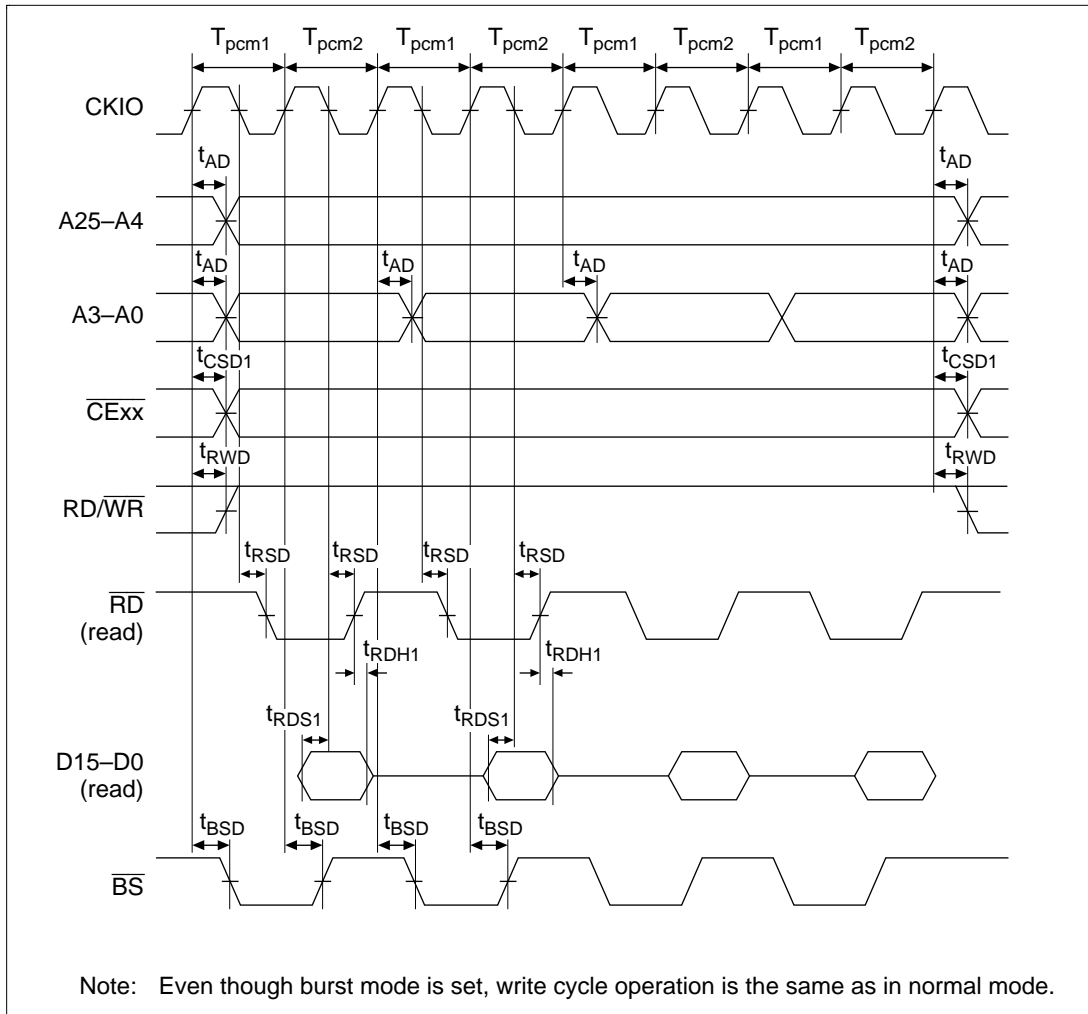 Tpcm1 Tpcm2 Tpcm1 Tpcm2 Tpcm1 Tpcm2 Tpcm1 Tpcm2
CKIO
tAD tAD
A25–A4
tAD tAD tAD tAD
A3–A0
tCSD1 tCSD1
CExx
tRWD tRWD
RD/WR
tRSD tRSD tRSD tRSD
RD
(read)
tRDH1 tRDH1
tRDS1 tRDS1
D15–D0
(read)
tBSD tBSD tBSD tBSD
BS
Note: Even though burst mode is set, write cycle operation is the same as in normal mode.